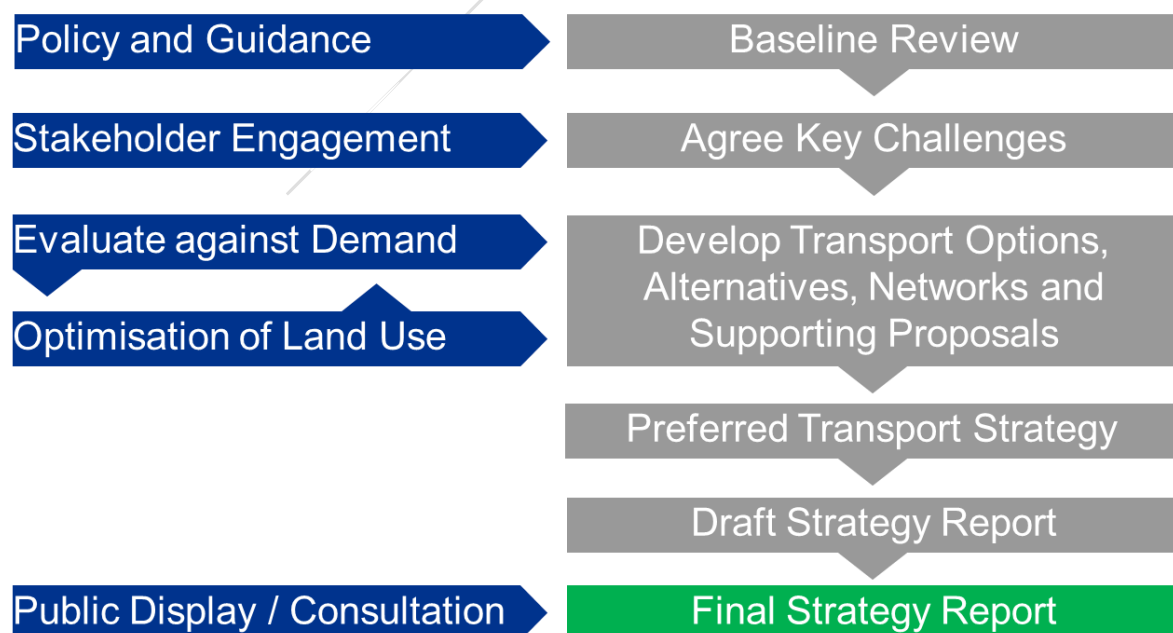 Policy and Guidance
Baseline Review
Stakeholder Engagement
Agree Key Challenges
Evaluate against Demand
Develop Transport Options,
Alternatives, Networks and
Supporting Proposals
Optimisation of Land Use
Preferred Transport Strategy
Draft Strategy Report
Public Display / Consultation
Final Strategy Report